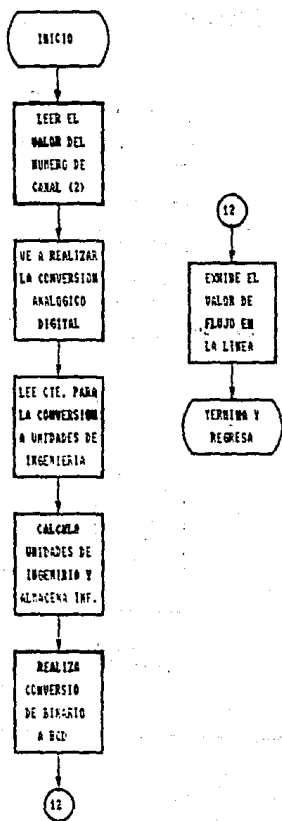 INICIO
LEER EL
VALOR DEL
NUMERO DE
CANAL (2)
VE A REALIZAR
LA CONVERSION
ANALOGICO
DIGITAL
LEE CTE. PARA
LA CONVERSION
A UNIDADES DE
INGENIERIA
CALCULA
UNIDADES DE
INGENIRIO Y
ALMACENA INF.
REALIZA
CONVERSIO
DE BINARIO
A BCD
12
12
EXHIBE EL
VALOR DE
FLUJO EN
LA LINEA
TERMINA Y
REGRESA